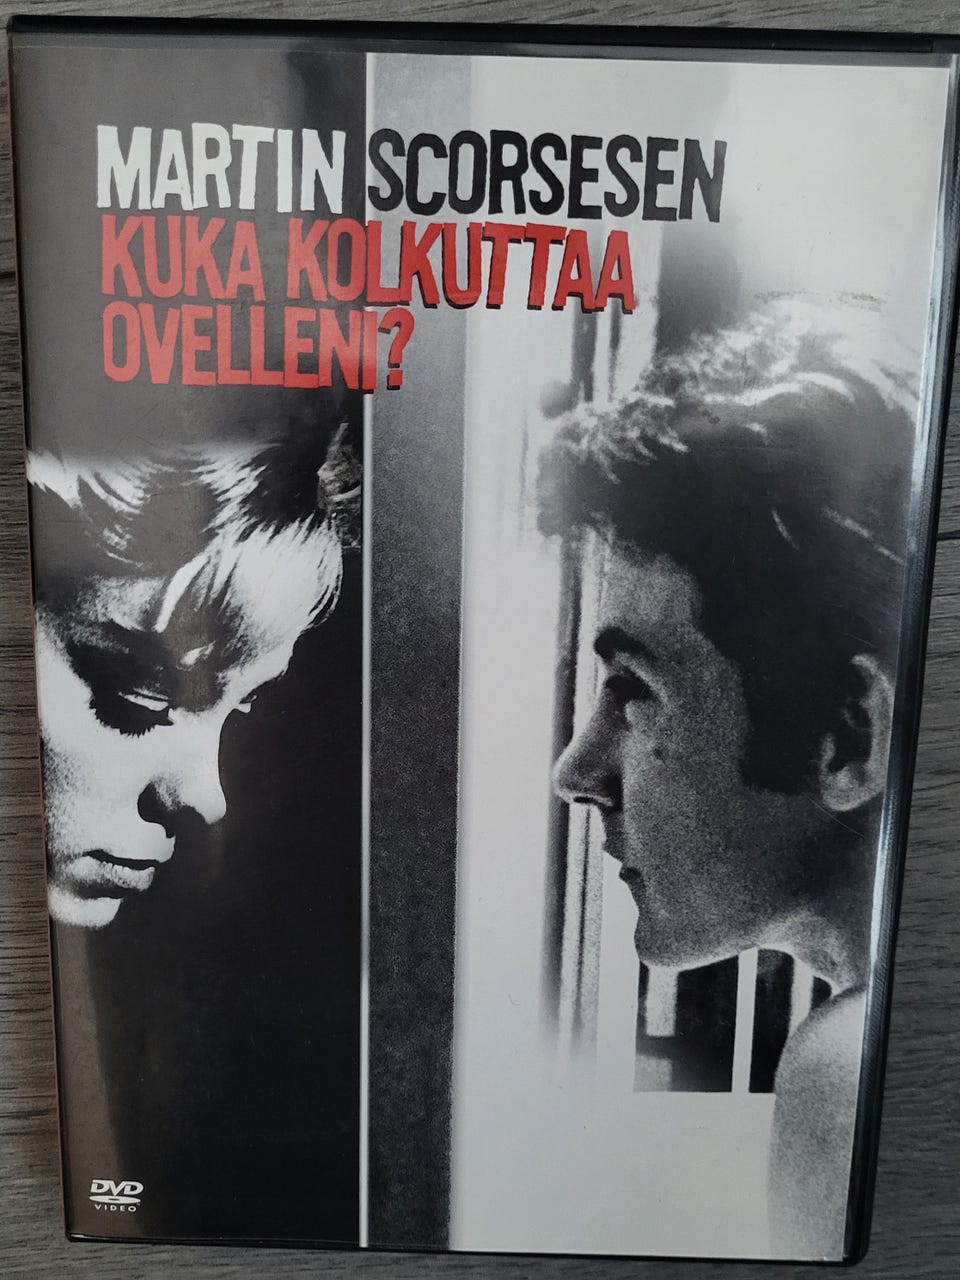 MARTIN SCORSESEN
KUKA KOLKUTTAA
OVELLENI?
DVD
VIDEO